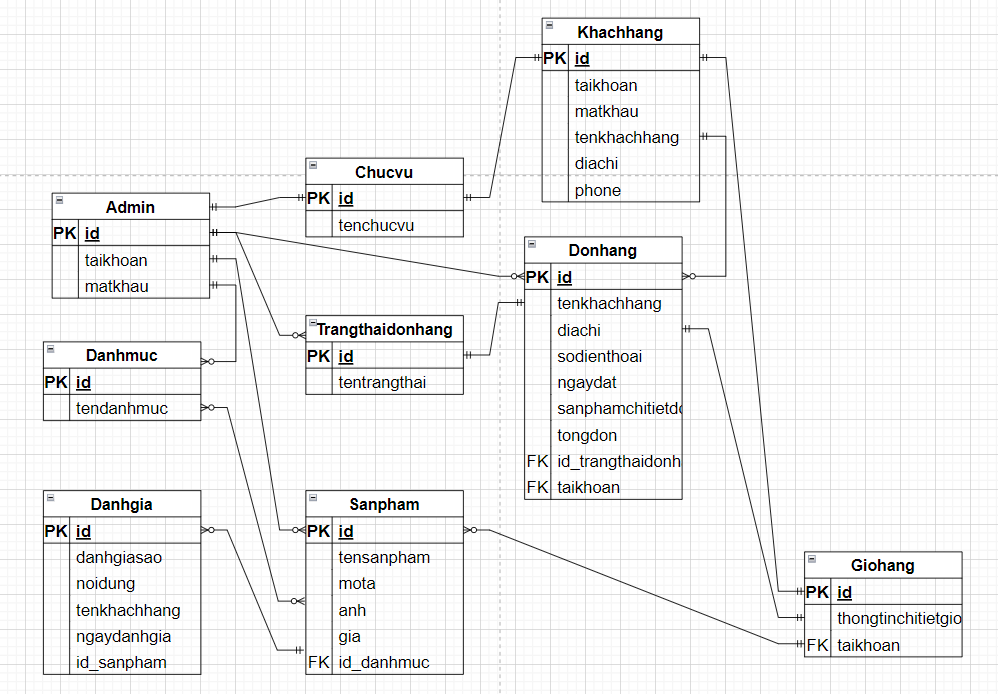 Khachhang
PK id
taikhoan
matkhau
tenkhachhang
diachi
phone
Chucvu
PK id
tenchucvu
Admin
PK id
taikhoan
matkhau
Donhang
PK id
tenkhachhang
diachi
sodienthoai
ngaydat
sanphamchitietdo
tongdon
FK id_trangthaidonh
FK taikhoan
Trangthaidonhang
PK id
tentrangthai
Danhmuc
PK id
tendanhmuc
Danhgia
PK id
danhgiasao
noidung
tenkhachhang
ngaydanhgia
id_sanpham
Sanpham
PK id
tensanpham
mota
anh
gia
FK id_danhmuc
Giohang
PK id
thongtinchitietgio
FK taikhoan